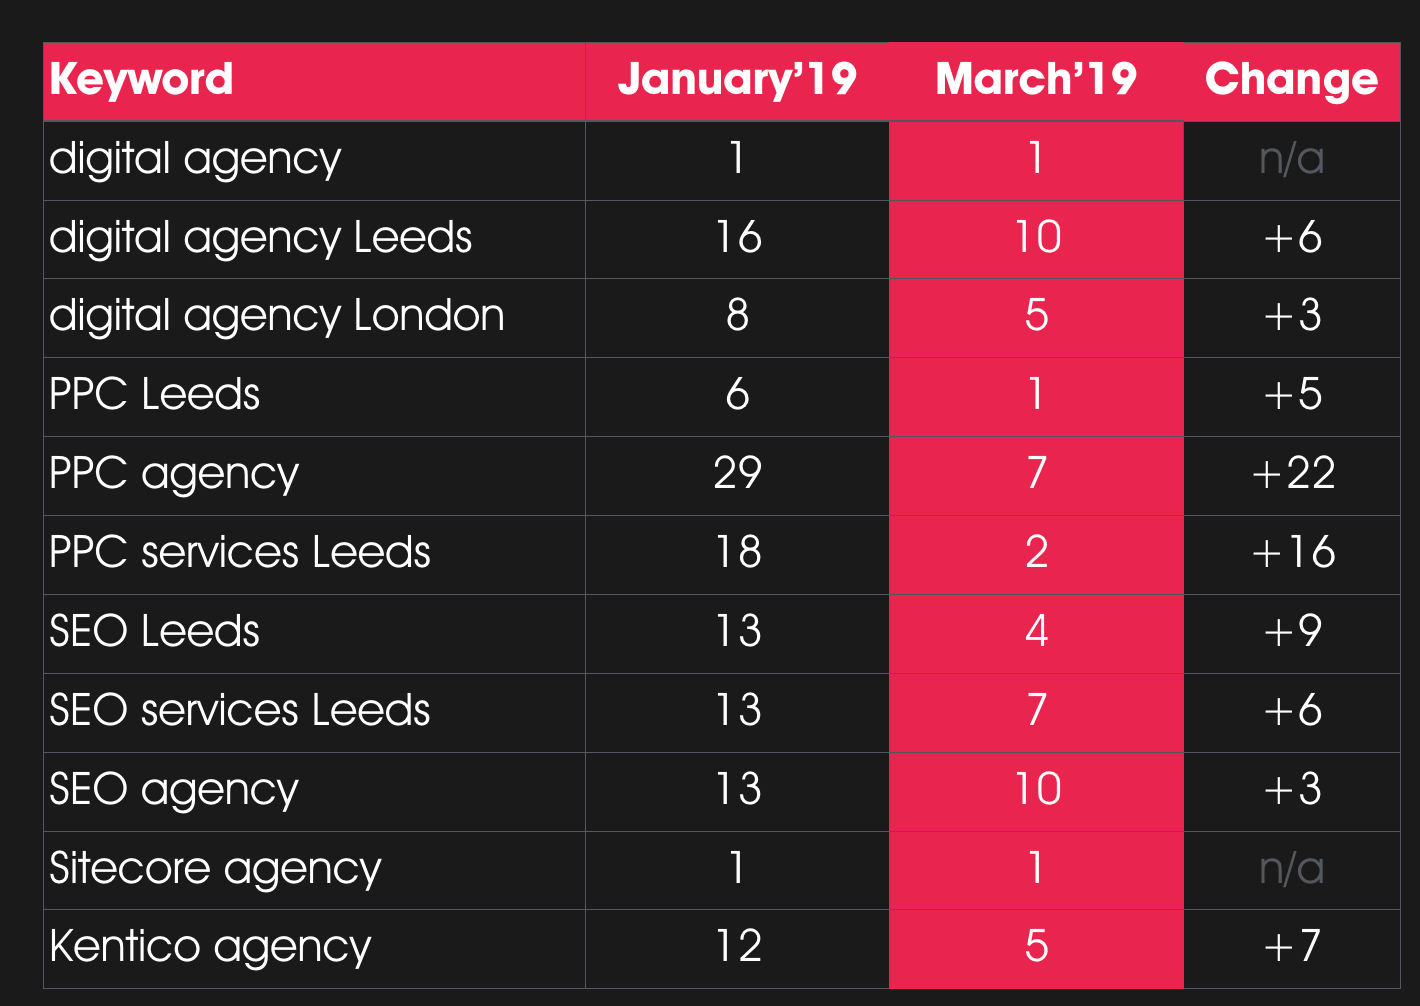 Keyword January’19 March’19 Change
digital agency 1 1 n/a
digital agency Leeds 16 10 +6
digital agency London 8 5 +3
PPC Leeds 6 1 +5
PPC agency 29 7 +22
PPC services Leeds 18 2 +16
SEO Leeds 13 4 +9
SEO services Leeds 13 7 +6
SEO agency 13 10 +3
Sitecore agency 1 1 n/a
Kentico agency 12 5 +7